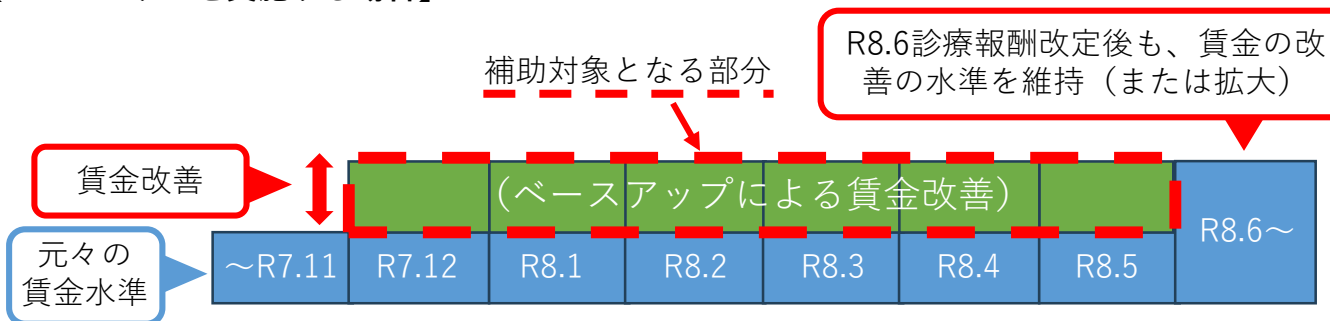 R8.6診療報酬改定後も、賃金の改
善の水準を維持（または拡大）
補助対象となる部分
賃金改善
（ベースアップによる賃金改善）
元々の
賃金水準
～R7.11 R7.12 R8.1 R8.2 R8.3 R8.4 R8.5 R8.6～